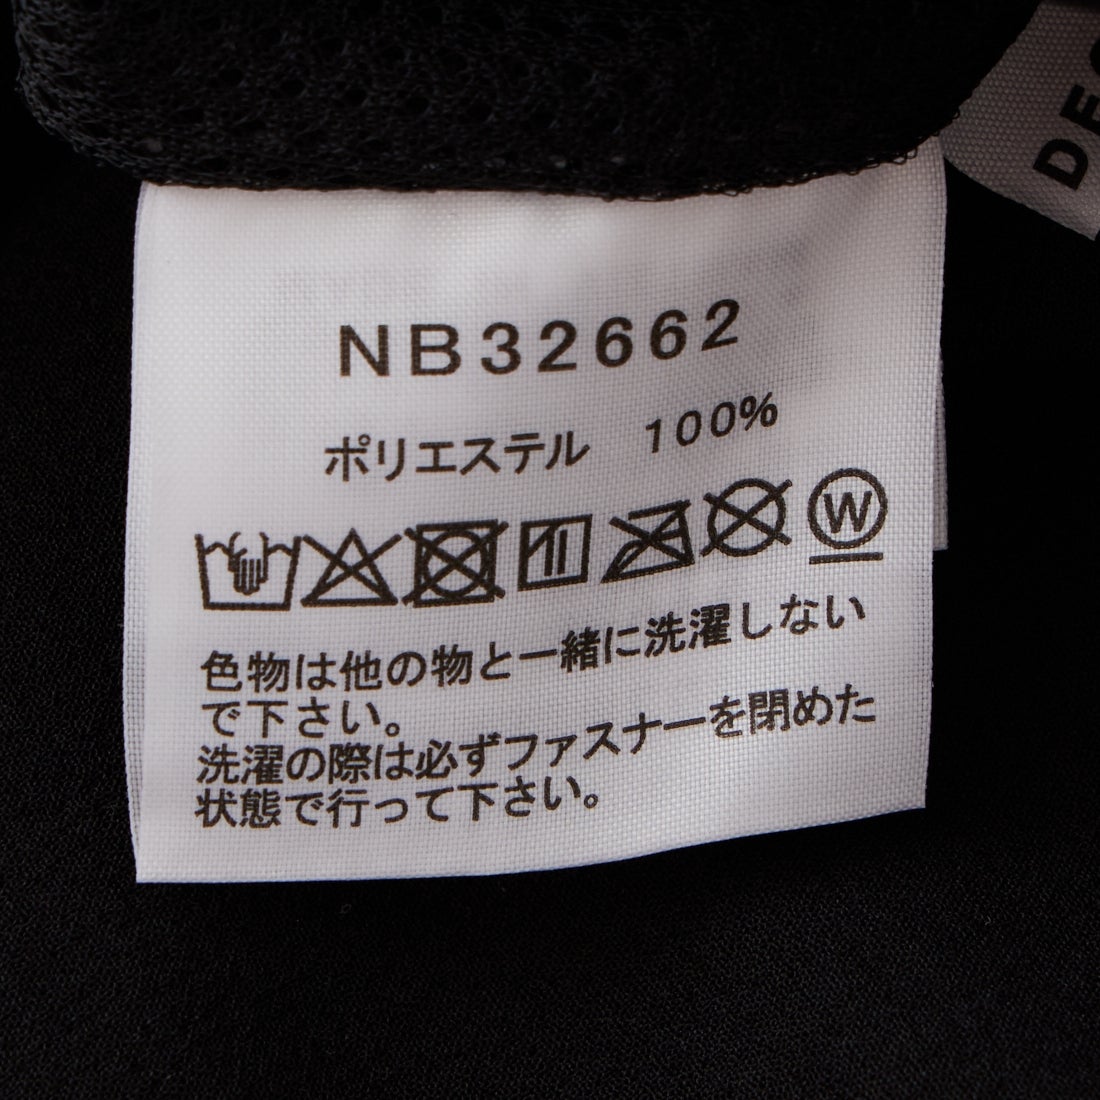 NB32662
ポリエステル 100%
W
色物は他の物と一緒に洗濯しない
で下さい。
洗濯の際は必ずファスナーを閉めた
状態で行って下さい。